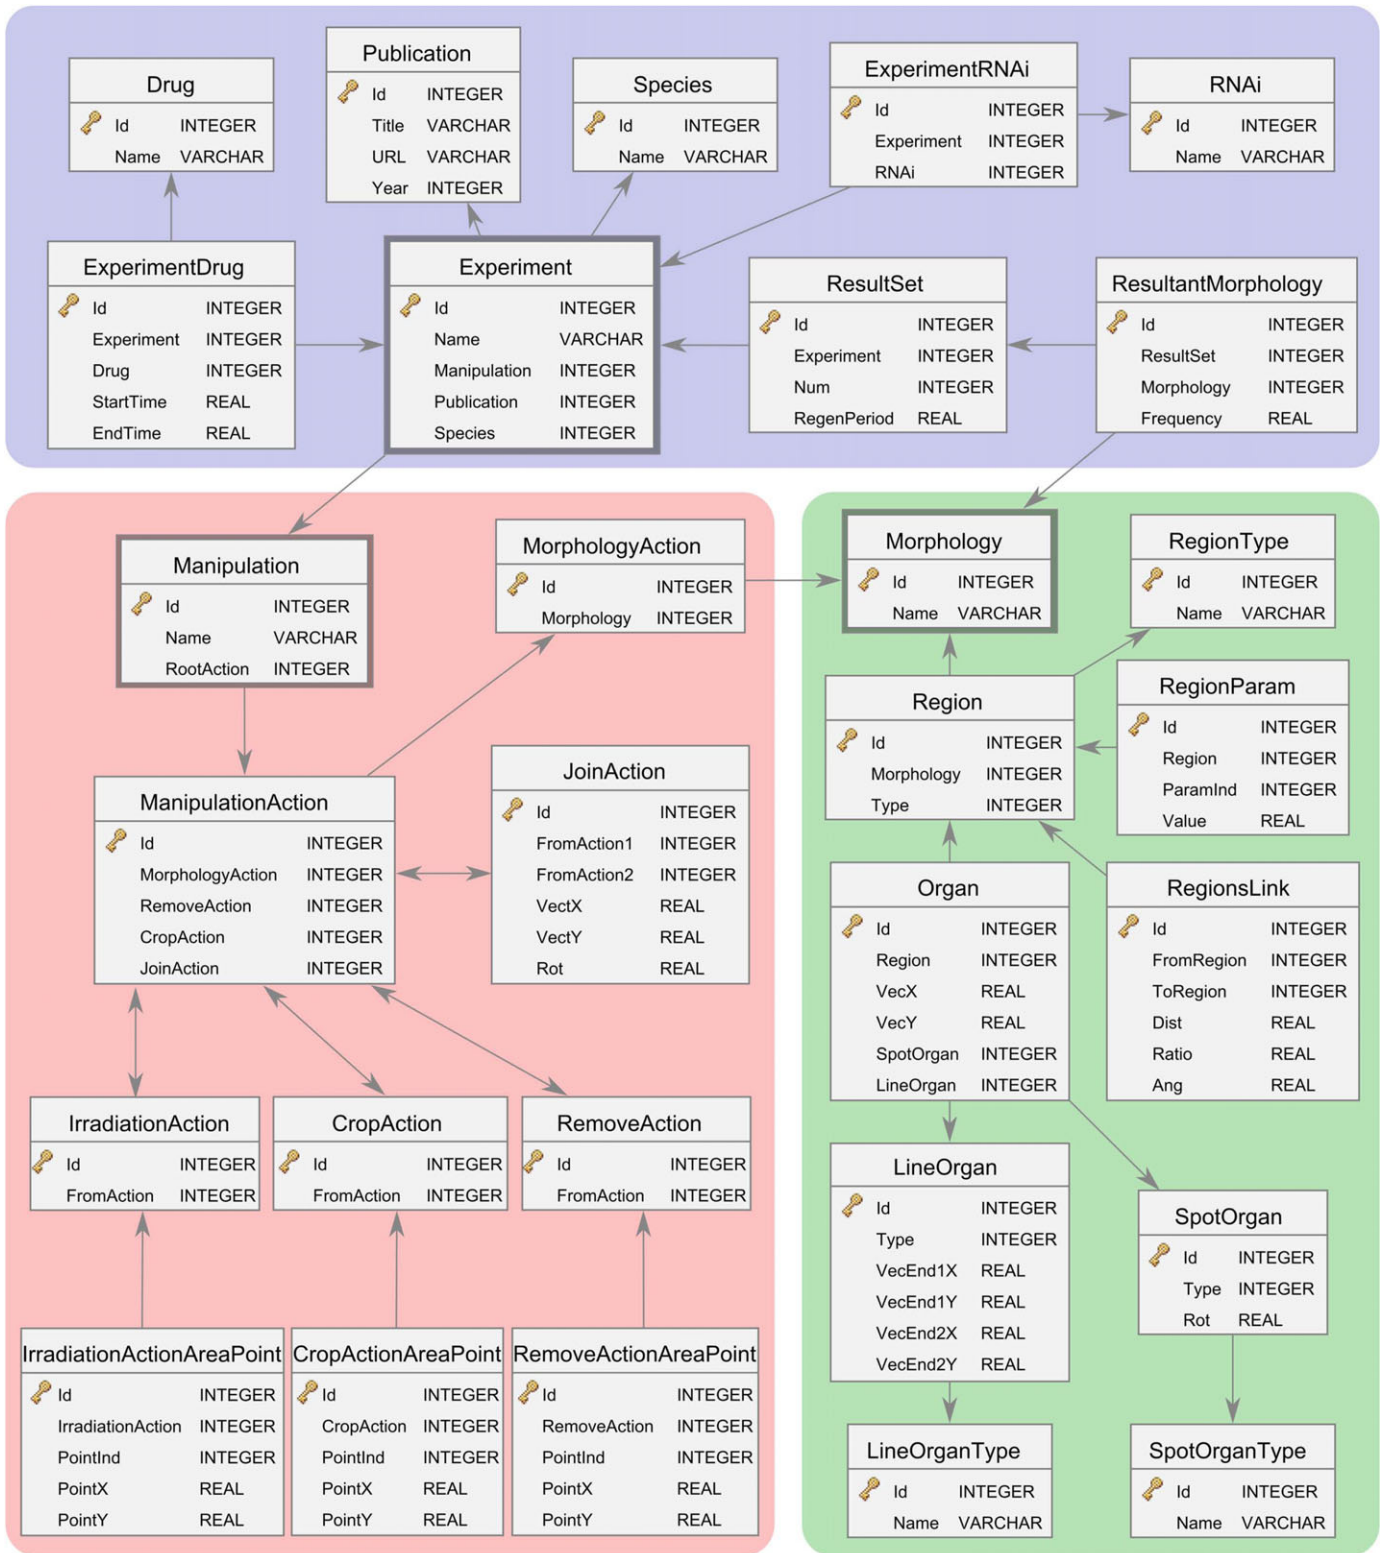 Drug
Id INTEGER
Name VARCHAR
Publication
Id INTEGER
Title VARCHAR
URL VARCHAR
Year INTEGER
Species
Id INTEGER
Name VARCHAR
ExperimentRNAi
Id INTEGER
Experiment INTEGER
RNAi INTEGER
RNAi
Id INTEGER
Name VARCHAR
ExperimentDrug
Id INTEGER
Experiment INTEGER
Drug INTEGER
StartTime REAL
EndTime REAL
Experiment
Id INTEGER
Name VARCHAR
Manipulation INTEGER
Publication INTEGER
Species INTEGER
ResultSet
Id INTEGER
Experiment INTEGER
Num INTEGER
RegenPeriod REAL
ResultantMorphology
Id INTEGER
ResultSet INTEGER
Morphology INTEGER
Frequency REAL
Manipulation
Id INTEGER
Name VARCHAR
RootAction INTEGER
MorphologyAction
Id INTEGER
Morphology INTEGER
ManipulationAction
Id INTEGER
MorphologyAction INTEGER
RemoveAction INTEGER
CropAction INTEGER
JoinAction INTEGER
JoinAction
Id INTEGER
FromAction1 INTEGER
FromAction2 INTEGER
VectX REAL
VectY REAL
Rot REAL
IrradiationAction
Id INTEGER
FromAction INTEGER
CropAction
Id INTEGER
FromAction INTEGER
RemoveAction
Id INTEGER
FromAction INTEGER
IrradiationActionAreaPoint
Id INTEGER
IrradiationAction INTEGER
PointInd INTEGER
PointX REAL
PointY REAL
CropActionAreaPoint
Id INTEGER
CropAction INTEGER
PointInd INTEGER
PointX REAL
PointY REAL
RemoveActionAreaPoint
Id INTEGER
RemoveAction INTEGER
PointInd INTEGER
PointX REAL
PointY REAL
Morphology
Id INTEGER
Name VARCHAR
RegionType
Id INTEGER
Name VARCHAR
Region
Id INTEGER
Morphology INTEGER
Type INTEGER
RegionParam
Id INTEGER
Region INTEGER
ParamInd INTEGER
Value REAL
Organ
Id INTEGER
Region INTEGER
VecX REAL
VecY REAL
SpotOrgan INTEGER
LineOrgan INTEGER
RegionsLink
Id INTEGER
FromRegion INTEGER
ToRegion INTEGER
Dist REAL
Ratio REAL
Ang REAL
LineOrgan
Id INTEGER
Type INTEGER
VecEnd1X REAL
VecEnd1Y REAL
VecEnd2X REAL
VecEnd2Y REAL
SpotOrgan
Id INTEGER
Type INTEGER
Rot REAL
LineOrganType
Id INTEGER
Name VARCHAR
SpotOrganType
Id INTEGER
Name VARCHAR